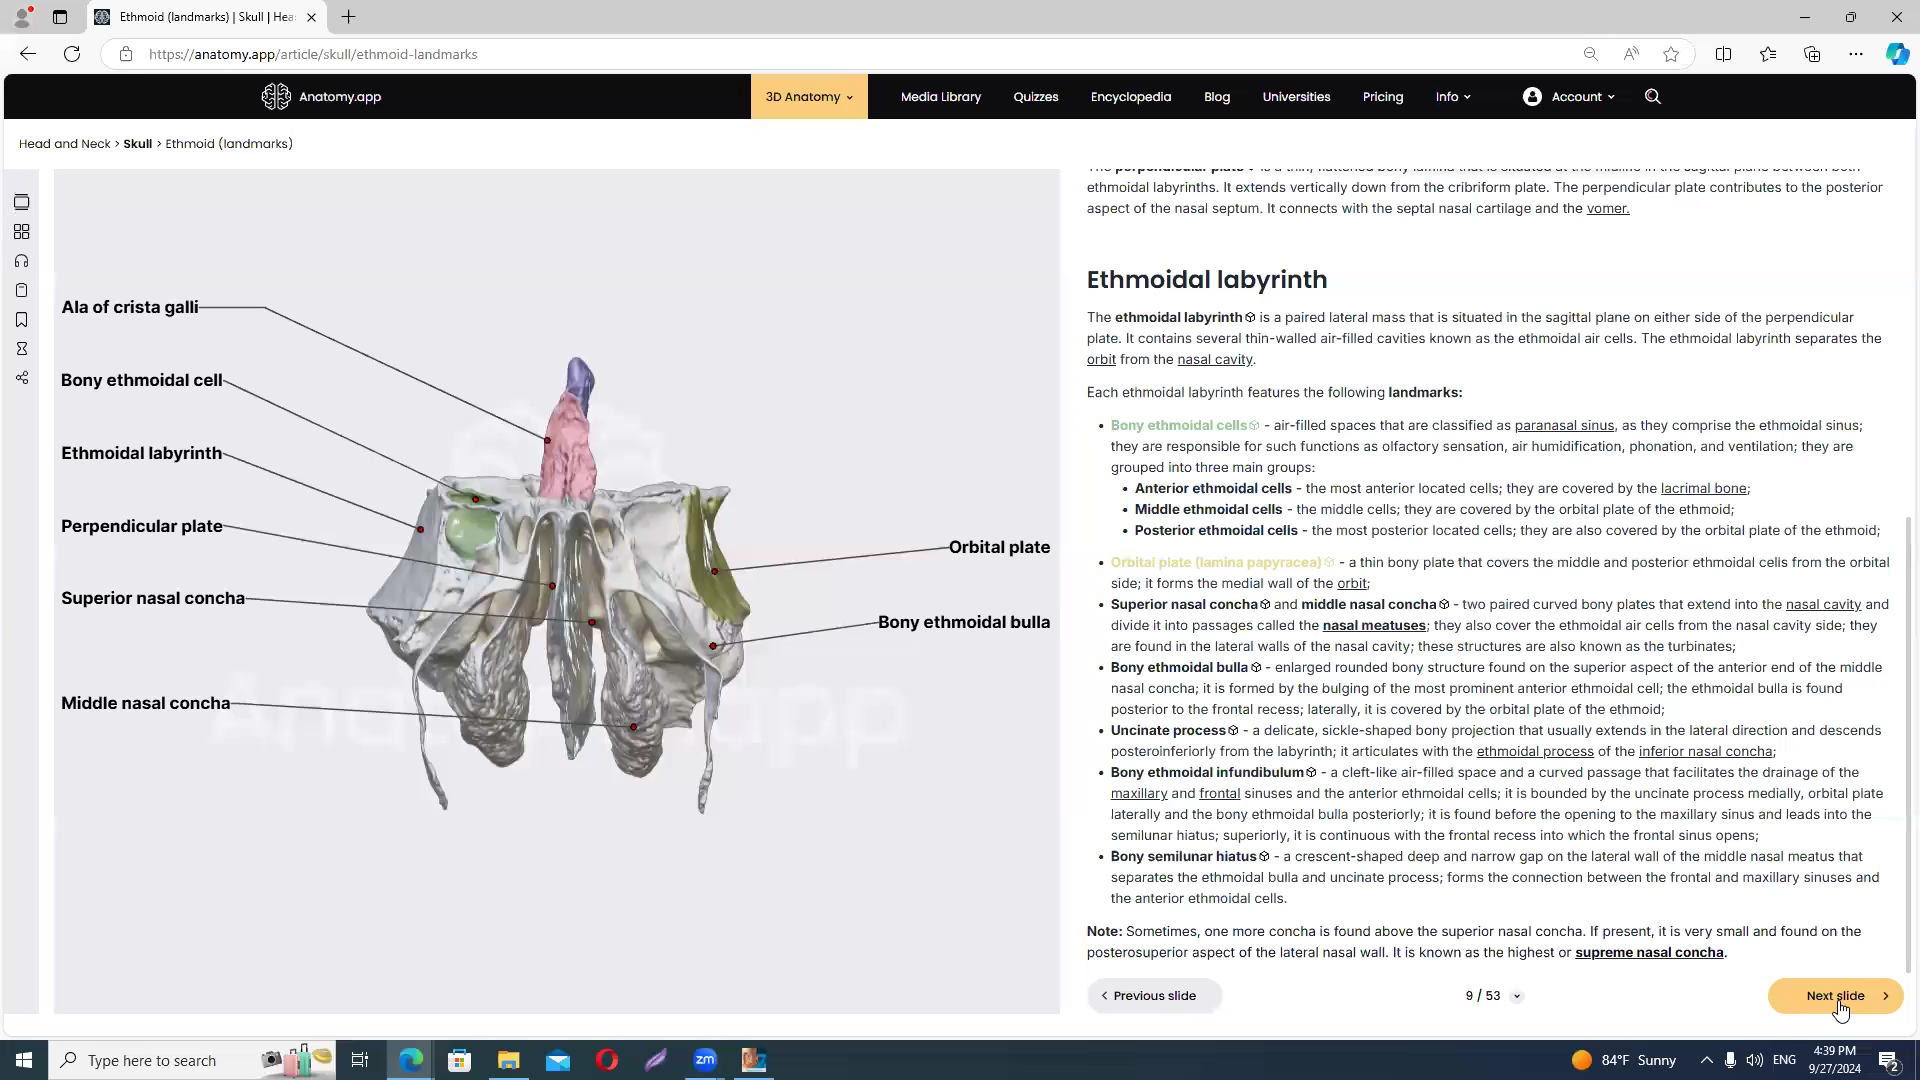 Ethmoid (landmarks) | Skull | Hea
https://anatomy.app/article/skull/ethmoid-landmarks
Anatomy.app
3D Anatomy
Media Library
Quizzes
Encyclopedia
Blog
Universities
Pricing
Info
Account
Head and Neck > Skull > Ethmoid (landmarks)
The perpendicular plate is a thin, flattened bony lamina that is situated at the midline in the sagittal plane between both
ethmoidal labyrinths. It extends vertically down from the cribriform plate. The perpendicular plate contributes to the posterior
aspect of the nasal septum. It connects with the septal nasal cartilage and the vomer.
Ala of crista galli
Bony ethmoidal cell
Ethmoidal labyrinth
Perpendicular plate
Superior nasal concha
Middle nasal concha
Orbital plate
Bony ethmoidal bulla
Anatomy.app
Ethmoidal labyrinth
The ethmoidal labyrinth is a paired lateral mass that is situated in the sagittal plane on either side of the perpendicular
plate. It contains several thin-walled air-filled cavities known as the ethmoidal air cells. The ethmoidal labyrinth separates the
orbit from the nasal cavity.
Each ethmoidal labyrinth features the following landmarks:
• Bony ethmoidal cells - air-filled spaces that are classified as paranasal sinus, as they comprise the ethmoidal sinus;
they are responsible for such functions as olfactory sensation, air humidification, phonation, and ventilation; they are
grouped into three main groups:
• Anterior ethmoidal cells - the most anterior located cells; they are covered by the lacrimal bone;
• Middle ethmoidal cells - the middle cells; they are covered by the orbital plate of the ethmoid;
• Posterior ethmoidal cells - the most posterior located cells; they are also covered by the orbital plate of the ethmoid;
• Orbital plate (lamina papyracea) - a thin bony plate that covers the middle and posterior ethmoidal cells from the orbital
side; it forms the medial wall of the orbit;
• Superior nasal concha and middle nasal concha - two paired curved bony plates that extend into the nasal cavity and
divide it into passages called the nasal meatuses; they also cover the ethmoidal air cells from the nasal cavity side; they
are found in the lateral walls of the nasal cavity; these structures are also known as the turbinates;
• Bony ethmoidal bulla - enlarged rounded bony structure found on the superior aspect of the anterior end of the middle
nasal concha; it is formed by the bulging of the most prominent anterior ethmoidal cell; the ethmoidal bulla is found
posterior to the frontal recess; laterally, it is covered by the orbital plate of the ethmoid;
• Uncinate process - a delicate, sickle-shaped bony projection that usually extends in the lateral direction and descends
posteroinferiorly from the labyrinth; it articulates with the ethmoidal process of the inferior nasal concha;
• Bony ethmoidal infundibulum - a cleft-like air-filled space and a curved passage that facilitates the drainage of the
maxillary and frontal sinuses and the anterior ethmoidal cells; it is bounded by the uncinate process medially, orbital plate
laterally and the bony ethmoidal bulla posteriorly; it is found before the opening to the maxillary sinus and leads into the
semilunar hiatus; superiorly, it is continuous with the frontal recess into which the frontal sinus opens;
• Bony semilunar hiatus - a crescent-shaped deep and narrow gap on the lateral wall of the middle nasal meatus that
separates the ethmoidal bulla and uncinate process; forms the connection between the frontal and maxillary sinuses and
the anterior ethmoidal cells.
Note: Sometimes, one more concha is found above the superior nasal concha. If present, it is very small and found on the
posterosuperior aspect of the lateral nasal wall. It is known as the highest or supreme nasal concha.
Previous slide
9 / 53
Next slide
Type here to search
zm
84°F Sunny
ENG
4:39 PM
9/27/2024
2